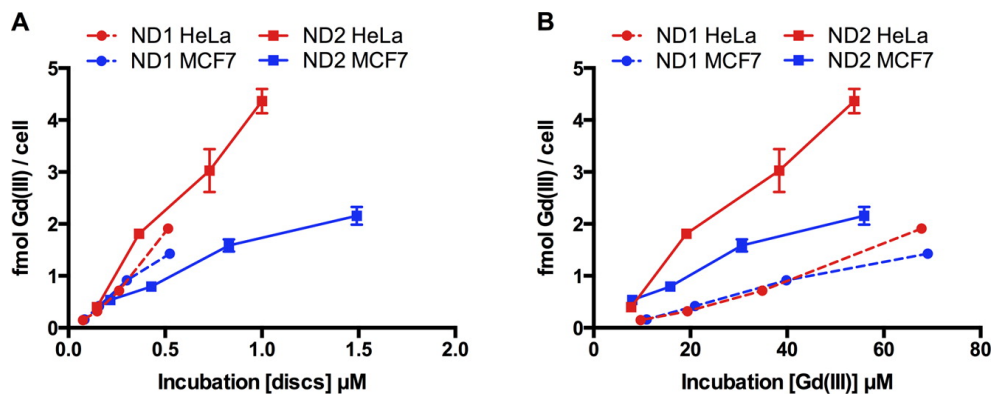 A
ND1 HeLa
ND2 HeLa
ND1 MCF7
ND2 MCF7
5
4
3
2
1
0
fmol Gd(III) / cell
0.0 0.5 1.0 1.5 2.0
Incubation [discs] µM
B
ND1 HeLa
ND2 HeLa
ND1 MCF7
ND2 MCF7
5
4
3
2
1
0
fmol Gd(III) / cell
0 20 40 60 80
Incubation [Gd(III)] µM